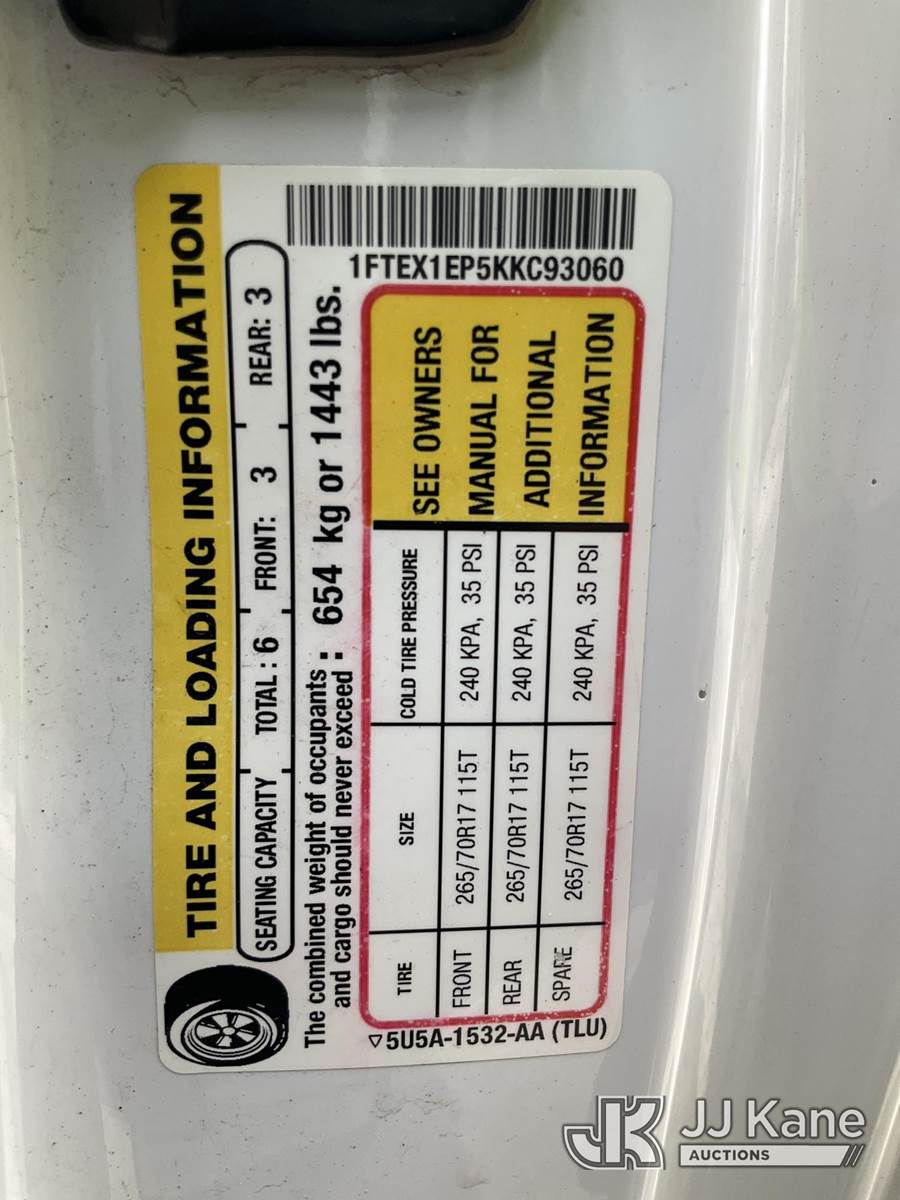 TIRE AND LOADING INFORMATION
SEATING CAPACITY TOTAL : 6 FRONT: 3 REAR: 3
The combined weight of occupants
and cargo should never exceed : 654 kg or 1443 lbs.
1FTEX1EP5KKC93060
TIRE SIZE COLD TIRE PRESSURE
FRONT 265/70R17 115T 240 KPA, 35 PSI
REAR 265/70R17 115T 240 KPA, 35 PSI
SPARE 265/70R17 115T 240 KPA, 35 PSI
SEE OWNERS
MANUAL FOR
ADDITIONAL
INFORMATION
5U5A-1532-AA (TLU)
JK JJ Kane
AUCTIONS